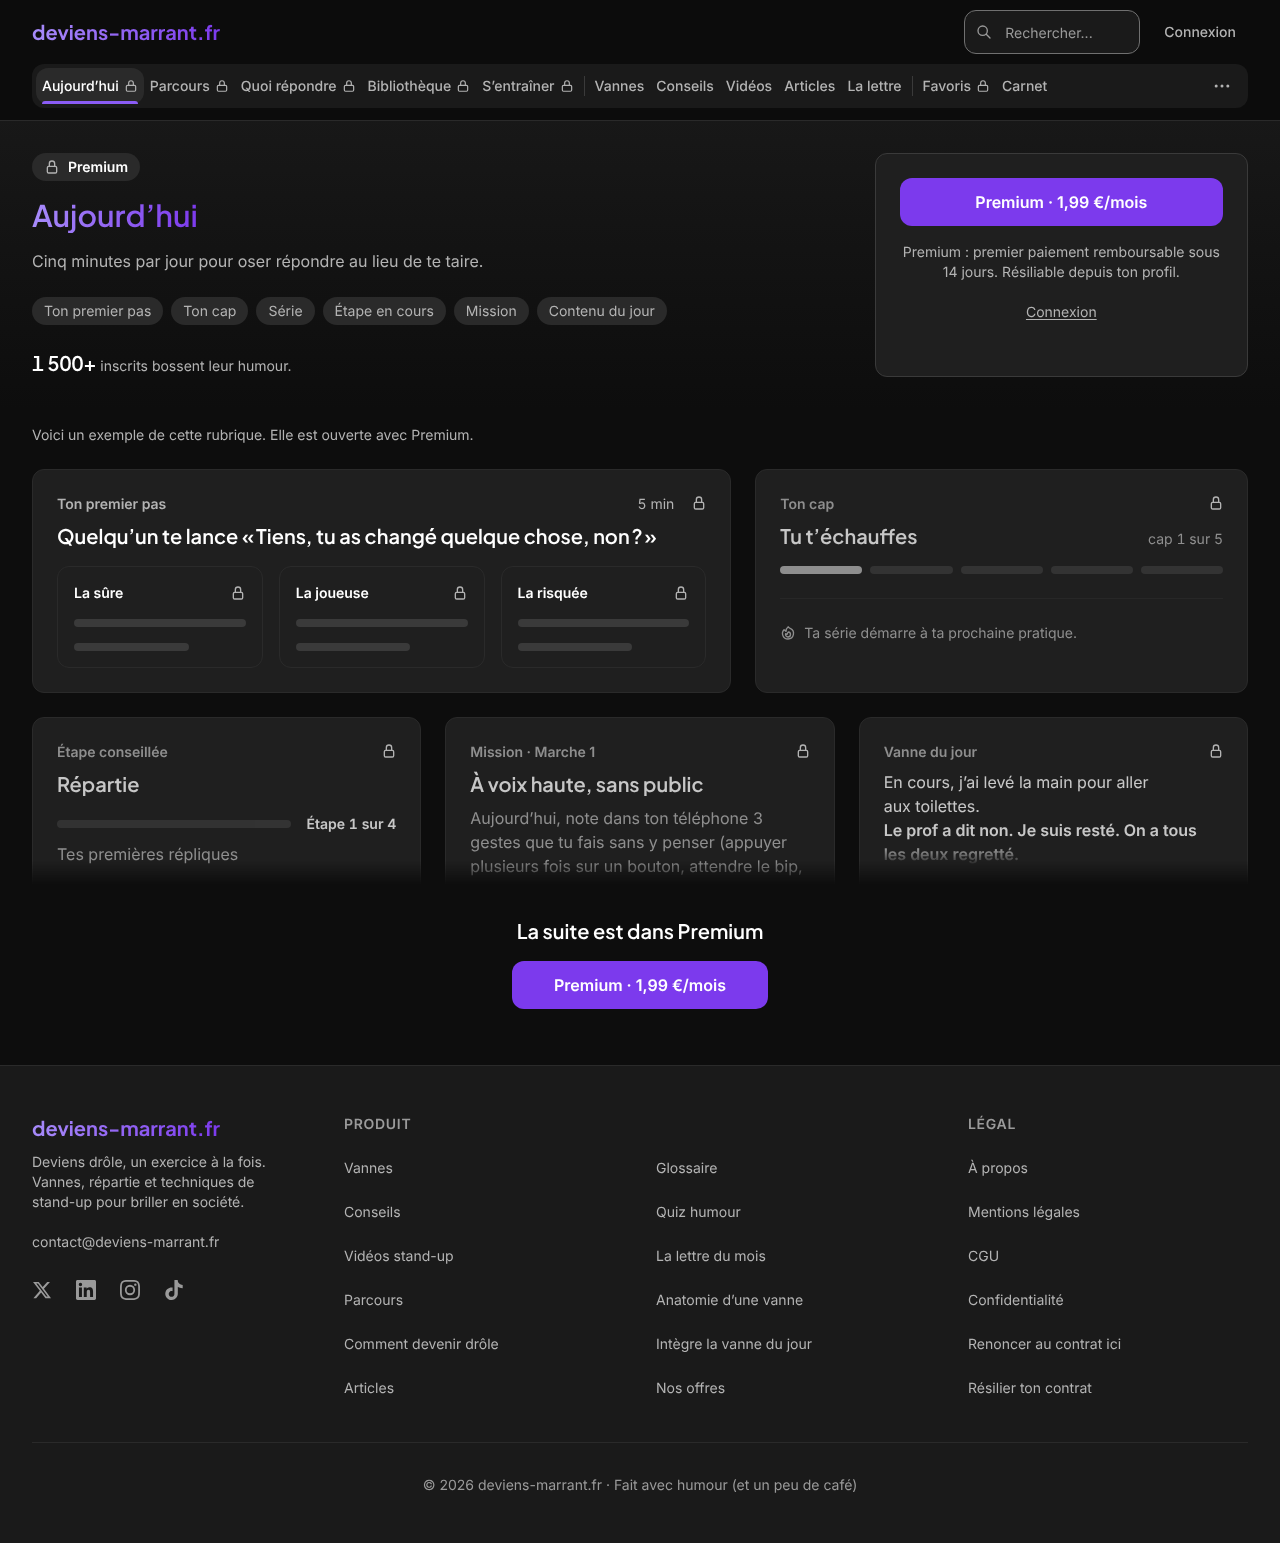 deviens-marrant.fr
Rechercher...
Connexion
Aujourd’hui
Parcours
Quoi répondre
Bibliothèque
S’entraîner
Vannes
Conseils
Vidéos
Articles
La lettre
Favoris
Carnet
Premium
Aujourd’hui
Cinq minutes par jour pour oser répondre au lieu de te taire.
Ton premier pas
Ton cap
Série
Étape en cours
Mission
Contenu du jour
1 500+ inscrits bossent leur humour.
Premium · 1,99 €/mois
Premium : premier paiement remboursable sous
14 jours. Résiliable depuis ton profil.
Connexion
Voici un exemple de cette rubrique. Elle est ouverte avec Premium.
Ton premier pas
5 min
Quelqu’un te lance « Tiens, tu as changé quelque chose, non ? »
La sûre
La joueuse
La risquée
Ton cap
Tu t’échauffes
cap 1 sur 5
Ta série démarre à ta prochaine pratique.
Étape conseillée
Répartie
Étape 1 sur 4
Tes premières répliques
Mission · Marche 1
À voix haute, sans public
Aujourd’hui, note dans ton téléphone 3
gestes que tu fais sans y penser (appuyer
plusieurs fois sur un bouton, attendre le bip,
Vanne du jour
En cours, j’ai levé la main pour aller
aux toilettes.
Le prof a dit non. Je suis resté. On a tous
les deux regretté.
La suite est dans Premium
Premium · 1,99 €/mois
deviens-marrant.fr
Deviens drôle, un exercice à la fois.
Vannes, répartie et techniques de
stand-up pour briller en société.
contact@deviens-marrant.fr
PRODUIT
Vannes
Conseils
Vidéos stand-up
Parcours
Comment devenir drôle
Articles
Glossaire
Quiz humour
La lettre du mois
Anatomie d’une vanne
Intègre la vanne du jour
Nos offres
LÉGAL
À propos
Mentions légales
CGU
Confidentialité
Renoncer au contrat ici
Résilier ton contrat
© 2026 deviens-marrant.fr · Fait avec humour (et un peu de café)